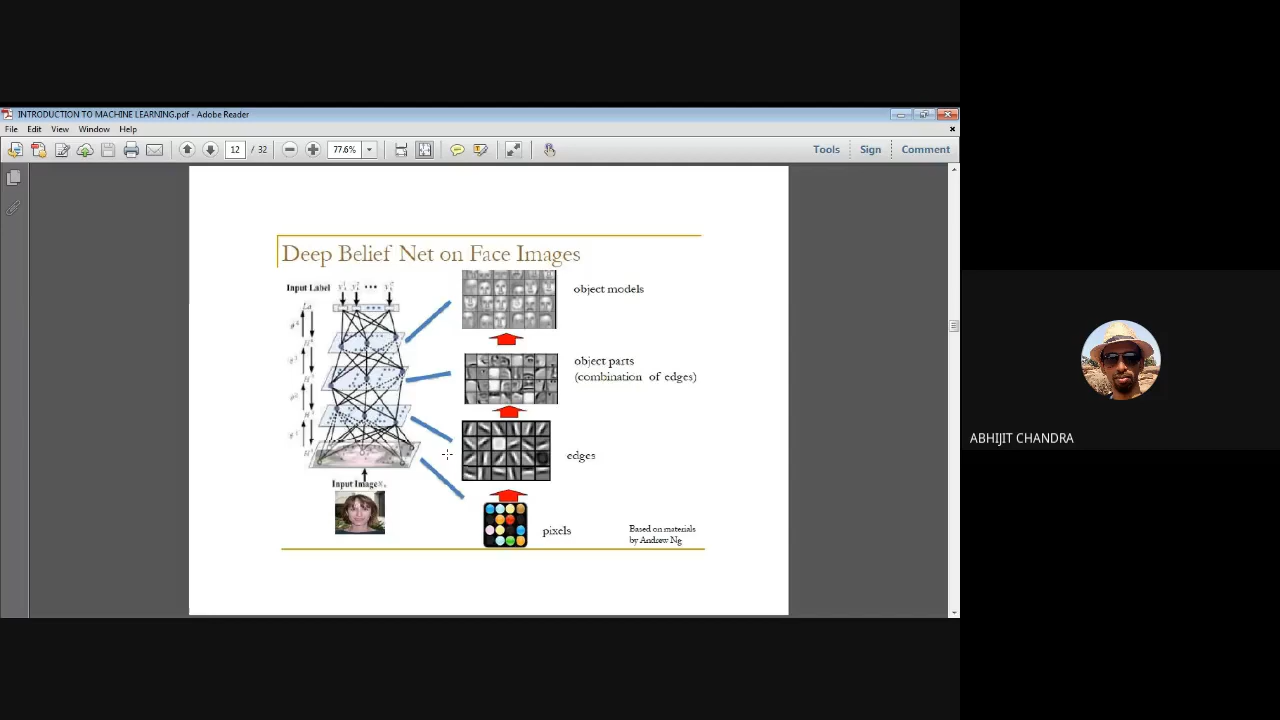 INTRODUCTION TO MACHINE LEARNING.pdf - Adobe Reader
File Edit View Window Help
12 / 32 77.6% Tools Sign Comment
Deep Belief Net on Face Images
Input Label
object models
object parts
(combination of edges)
edges
Input Image
pixels
Based on materials
by Andrew Ng
ABHIJIT CHANDRA